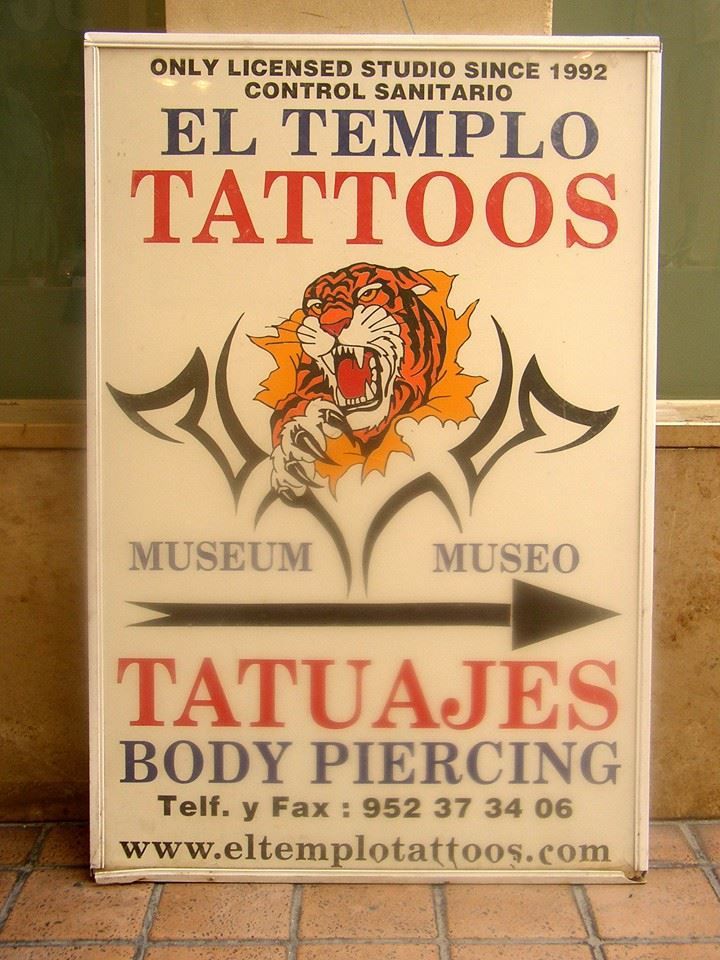 ONLY LICENSED STUDIO SINCE 1992
CONTROL SANITARIO
EL TEMPLO
TATTOOS
MUSEUM MUSEO
TATUAJES
BODY PIERCING
Telf. y Fax : 952 37 34 06
www.eltemplotattoos.com